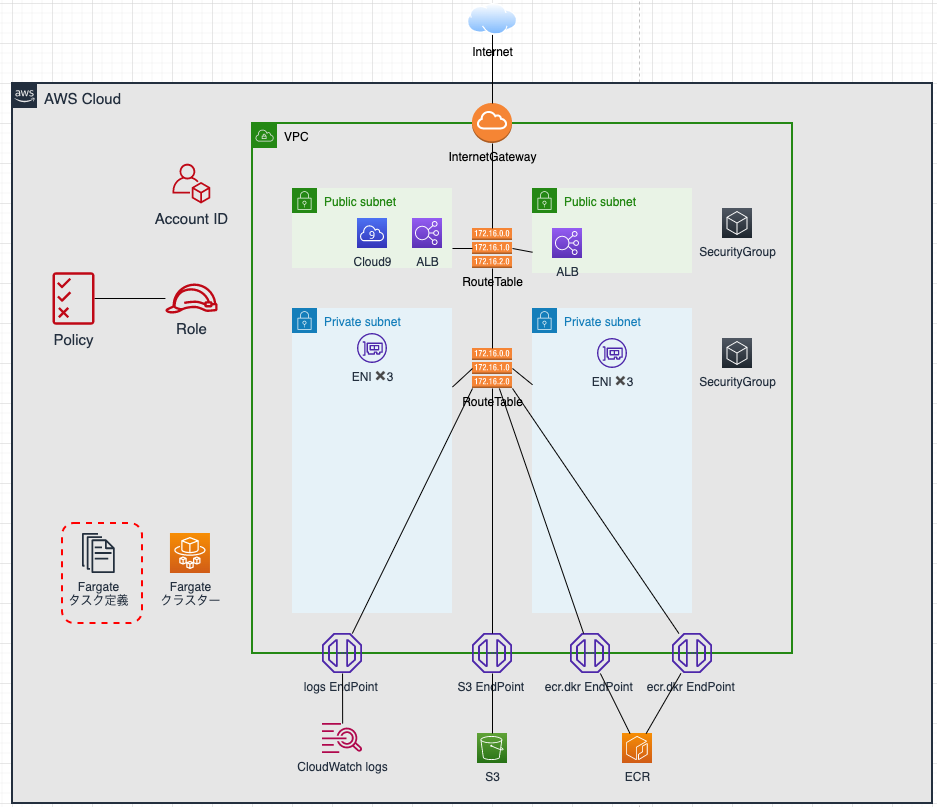 Internet
aws
AWS Cloud
VPC
InternetGateway
Account ID
Public subnet
Public subnet
9
Cloud9
ALB
172.16.0.0
172.16.1.0
172.16.2.0
RouteTable
ALB
SecurityGroup
Policy
Role
Private subnet
Private subnet
ENI ✖3
172.16.0.0
172.16.1.0
172.16.2.0
RouteTable
ENI ✖3
SecurityGroup
Fargate
タスク定義
Fargate
クラスター
logs EndPoint
S3 EndPoint
ecr.dkr EndPoint
ecr.dkr EndPoint
CloudWatch logs
S3
ECR